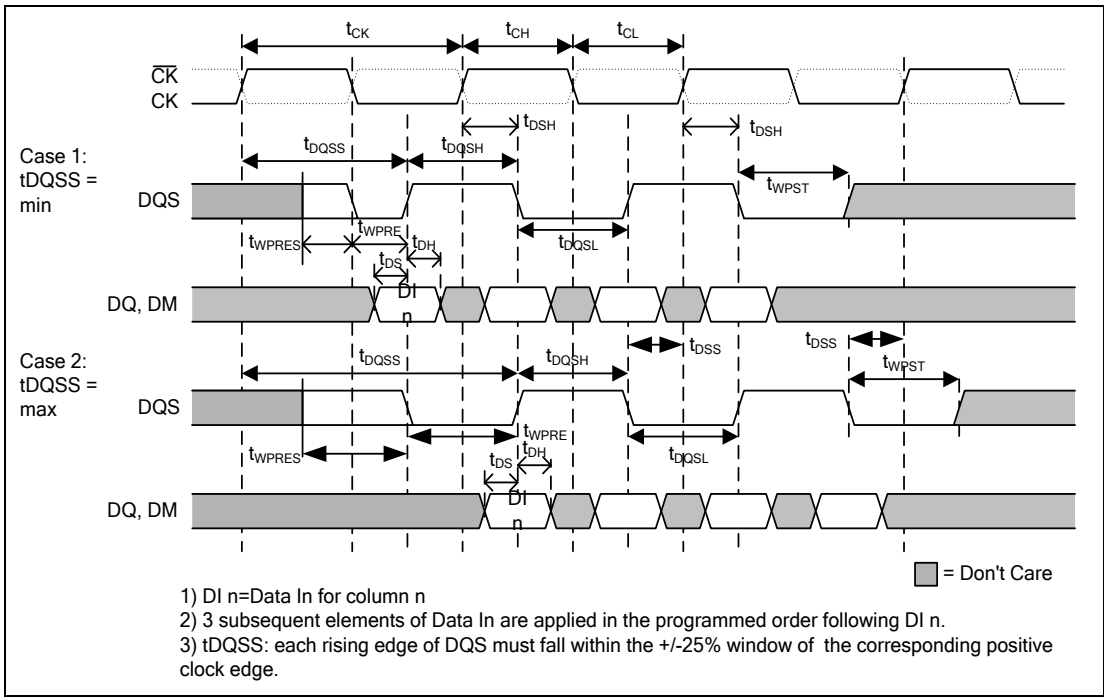 tCK tCH tCL
CK
CK
tDSH tDSH
tDQSS tDQSH
Case 1:
tDQSS =
min
DQS
tWPST
tWPRES tWPRE tDH tDQSL
tDS
DI
n
DQ, DM
tDSS tDSS
Case 2:
tDQSS =
max
tDQSS tDQSH tWPST
DQS
tWPRES tWPRE tDQSL
tDS tDH
DI
n
DQ, DM
= Don't Care
1) DI n=Data In for column n
2) 3 subsequent elements of Data In are applied in the programmed order following DI n.
3) tDQSS: each rising edge of DQS must fall within the +/-25% window of the corresponding positive
clock edge.